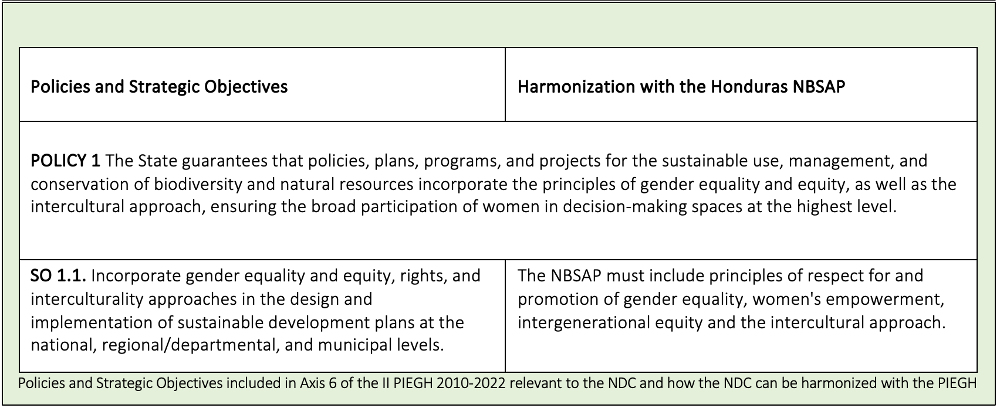 Policies and Strategic Objectives
Harmonization with the Honduras NBSAP
POLICY 1 The State guarantees that policies, plans, programs, and projects for the sustainable use, management, and
conservation of biodiversity and natural resources incorporate the principles of gender equality and equity, as well as the
intercultural approach, ensuring the broad participation of women in decision-making spaces at the highest level.
SO 1.1. Incorporate gender equality and equity, rights, and
interculturality approaches in the design and
implementation of sustainable development plans at the
national, regional/departmental, and municipal levels.
The NBSAP must include principles of respect for and
promotion of gender equality, women's empowerment,
intergenerational equity and the intercultural approach.
Policies and Strategic Objectives included in Axis 6 of the II PIEGH 2010-2022 relevant to the NDC and how the NDC can be harmonized with the PIEGH